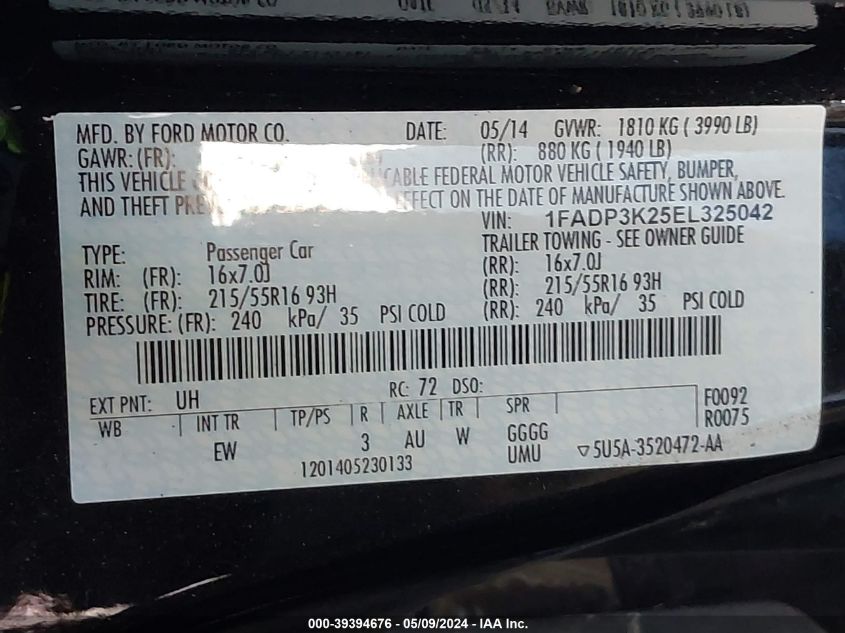 MFD. BY FORD MOTOR CO. DATE: 05/14 GVWR: 1810 KG ( 3990 LB)
GAWR: (FR): (RR): 880 KG ( 1940 LB)
THIS VEHICLE FEDERAL MOTOR VEHICLE SAFETY, BUMPER,
AND THEFT ON THE DATE OF MANUFACTURE SHOWN ABOVE.
VIN: 1FADP3K25EL325042
TYPE: Passenger Car TRAILER TOWING - SEE OWNER GUIDE
RIM: (FR): 16x7.0J (RR): 16x7.0J
TIRE: (FR): 215/55R16 93H (RR): 215/55R16 93H
PRESSURE: (FR): 240 kPa/ 35 PSI COLD (RR): 240 kPa/ 35 PSI COLD
EXT PNT: UH RC: 72 DSO: F0092
WB INT TR TP/PS R AXLE TR SPR R0075
EW 3 AU W GGGG
1201405230133 UMU ▽5U5A-3520472-AA
000-39394676 - 05/09/2024 - IAA Inc.